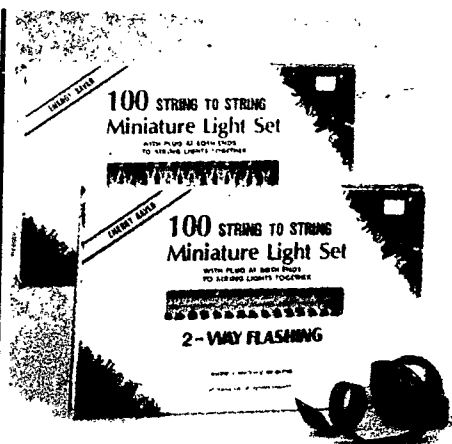 ENERGY SAVER
100 STRING TO STRING
Miniature Light Set
WITH PLUG AT BOTH ENDS
TO STRING LIGHTS TOGETHER
ENERGY SAVER
100 STRING TO STRING
Miniature Light Set
WITH PLUG AT BOTH ENDS
TO STRING LIGHTS TOGETHER
2-WAY FLASHING